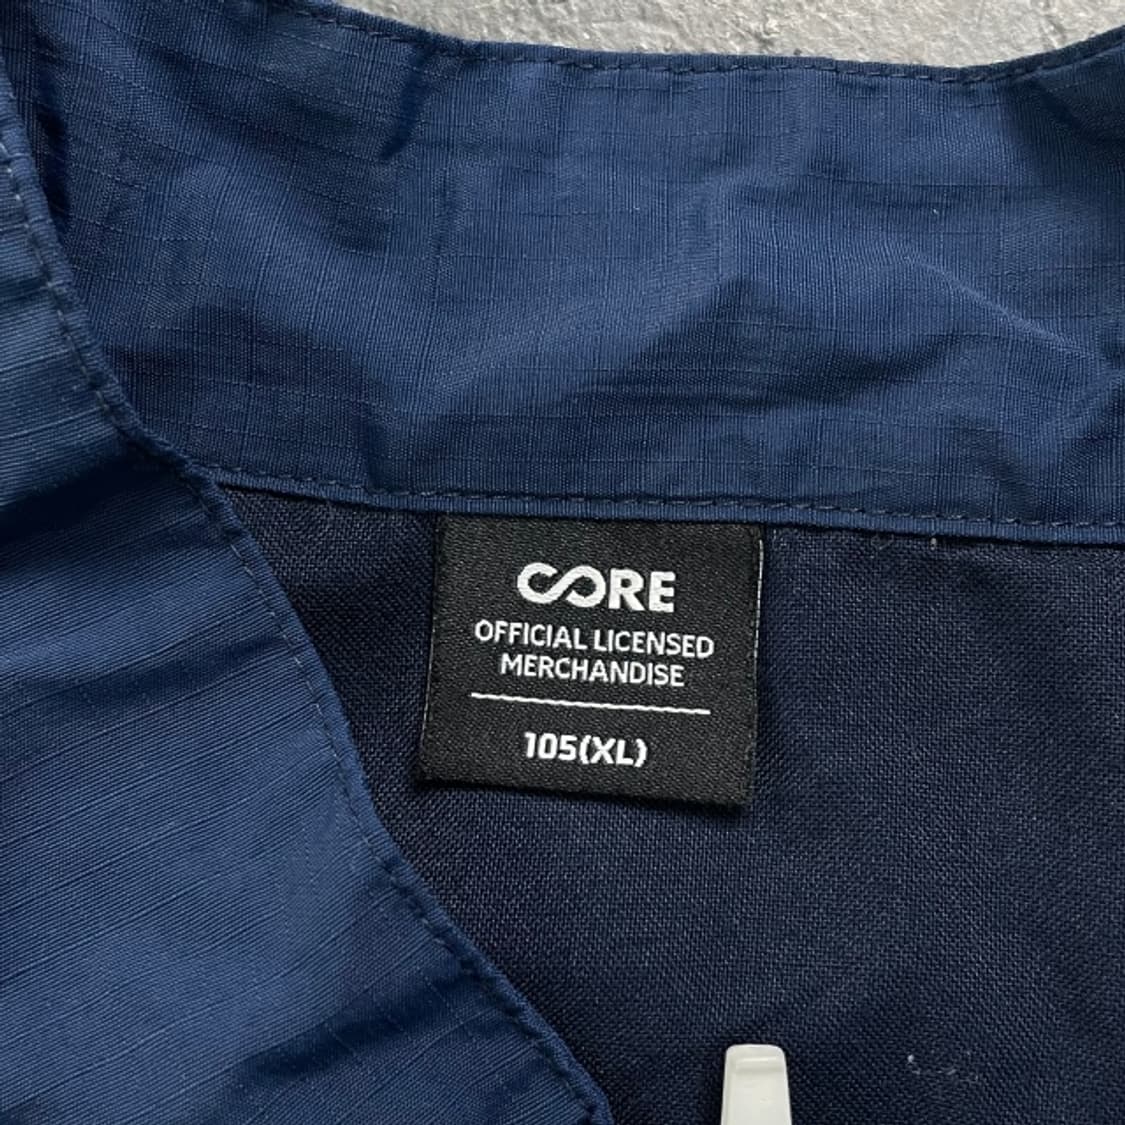 CORE
OFFICIAL LICENSED
MERCHANDISE
105(XL)